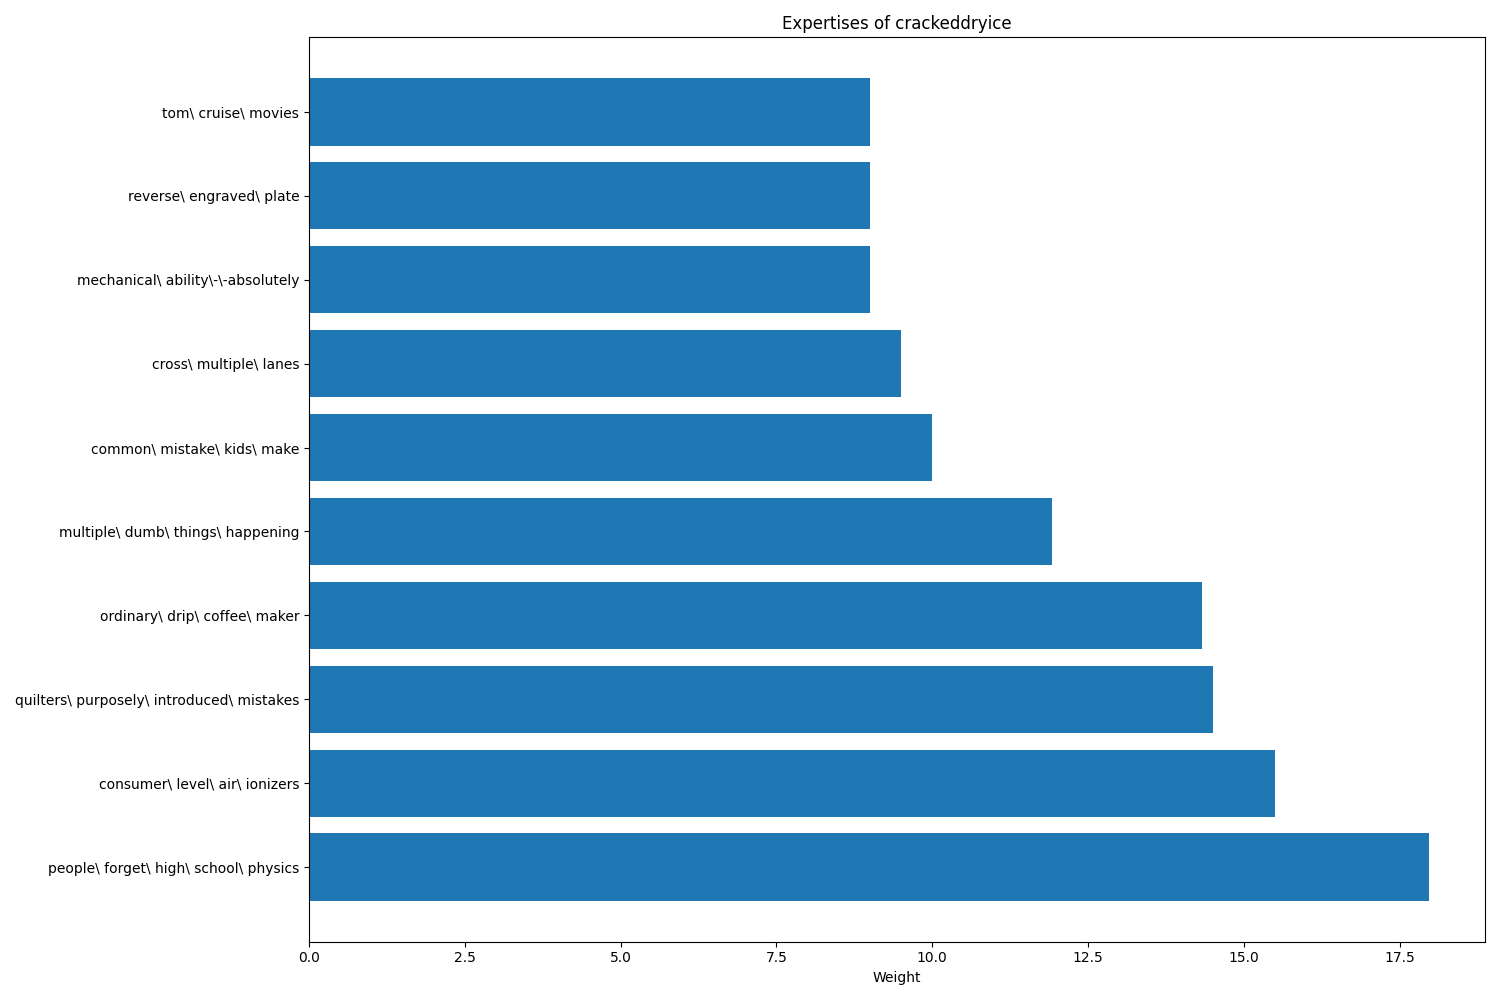 Expertises of crackeddryice
tom\ cruise\ movies
reverse\ engraved\ plate
mechanical\ ability\-\-absolutely
cross\ multiple\ lanes
common\ mistake\ kids\ make
multiple\ dumb\ things\ happening
ordinary\ drip\ coffee\ maker
quilters\ purposely\ introduced\ mistakes
consumer\ level\ air\ ionizers
people\ forget\ high\ school\ physics
0.0 2.5 5.0 7.5 10.0 12.5 15.0 17.5
Weight